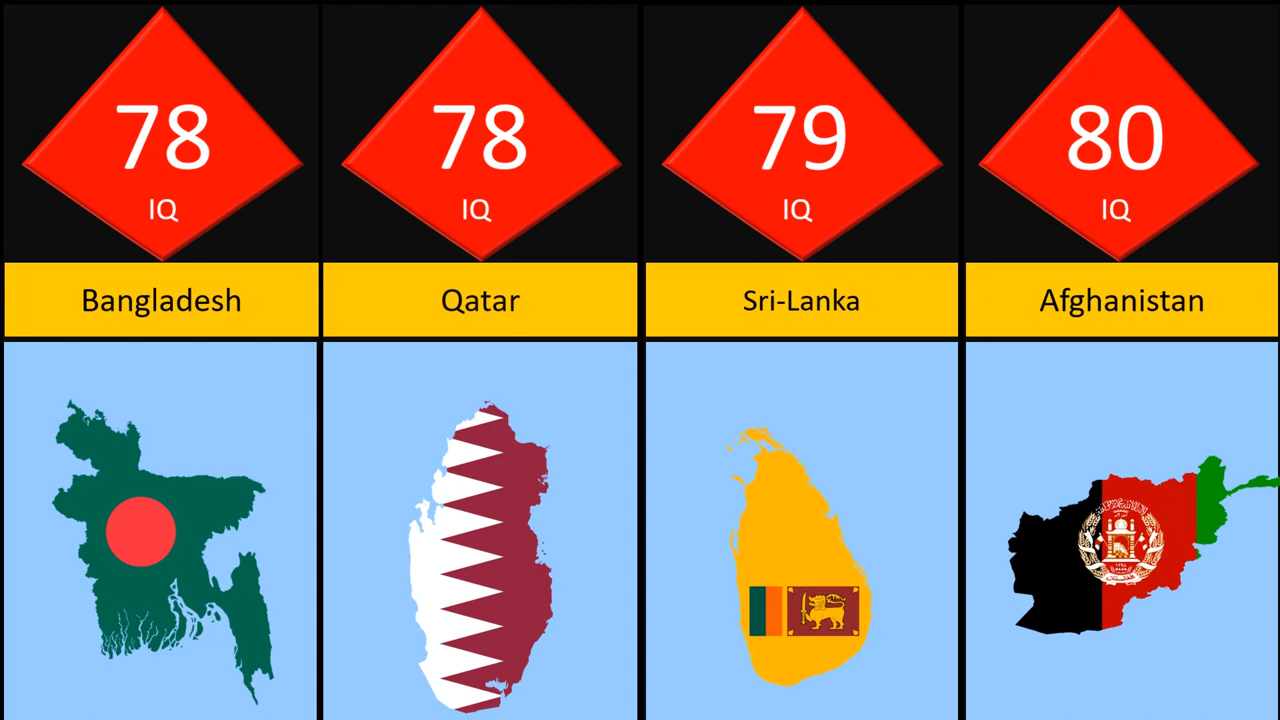 78
IQ
Bangladesh
78
IQ
Qatar
79
IQ
Sri-Lanka
80
IQ
Afghanistan